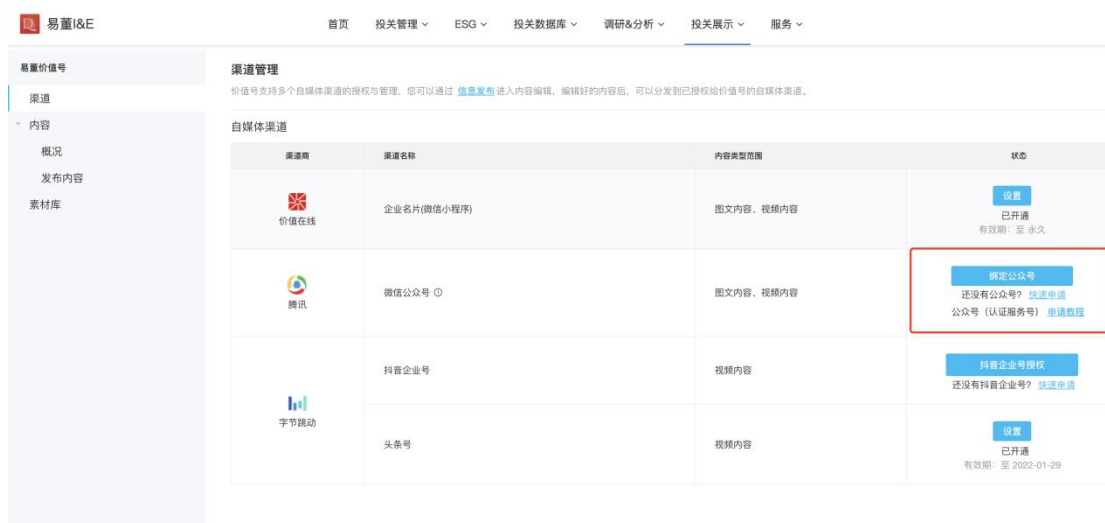 易董I&E
首页 投关管理 ESG 投关数据库 调研&分析 投关展示 服务
易董价值号
渠道
内容
概况
发布内容
素材库
渠道管理
价值号支持多个自媒体渠道的授权与管理,您可以通过 信息发布 进入内容编辑,编辑好的内容后,可以分发到已授权给价值号的自媒体渠道。
自媒体渠道
渠道商 渠道名称 内容类型范围 状态
价值在线
企业名片(微信小程序)
图文内容、视频内容
设置
已开通
有效期:至 永久
腾讯
微信公众号
图文内容、视频内容
绑定公众号
还没有公众号? 快速申请
公众号(认证服务号) 申请教程
字节跳动
抖音企业号
视频内容
抖音企业号授权
还没有抖音企业号? 快速申请
头条号
视频内容
设置
已开通
有效期:至 2022-01-29